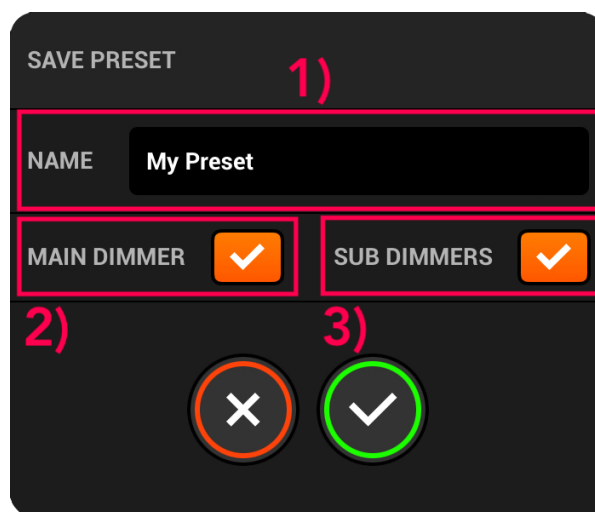 SAVE PRESET
1)
NAME My Preset
MAIN DIMMER SUB DIMMERS
2) 3)